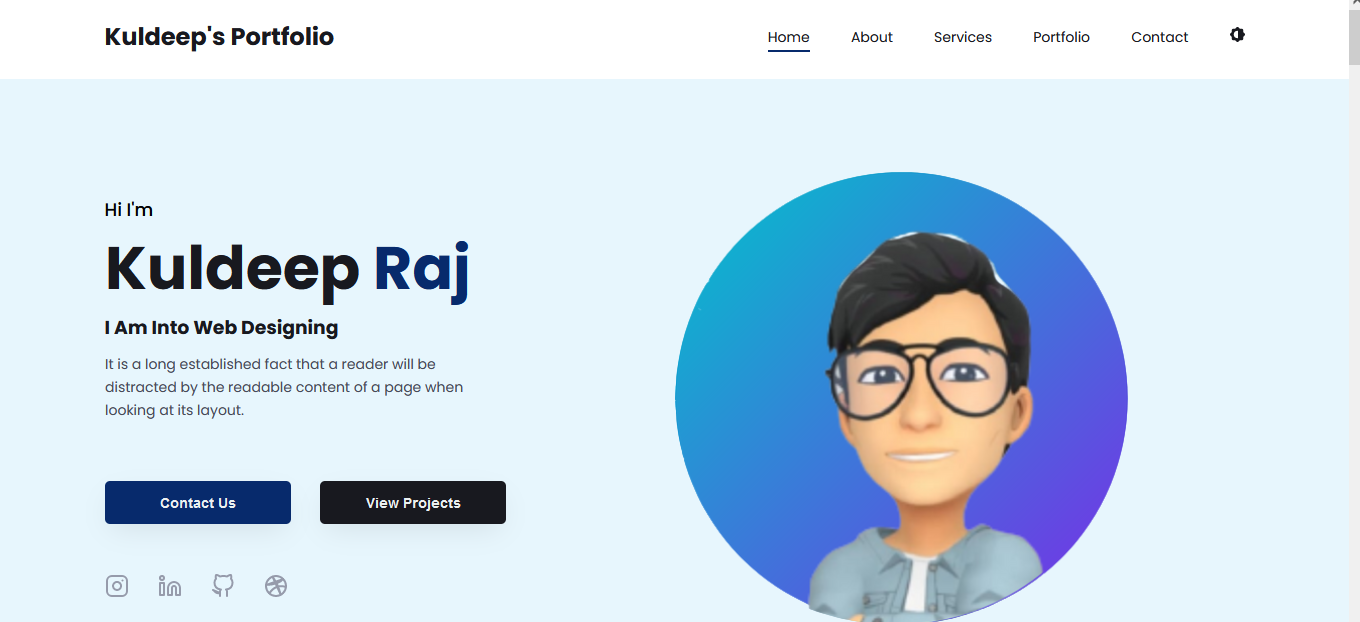 Kuldeep's Portfolio
Home About Services Portfolio Contact
Hi I'm
Kuldeep Raj
I Am Into Web Designing
It is a long established fact that a reader will be
distracted by the readable content of a page when
looking at its layout.
Contact Us View Projects